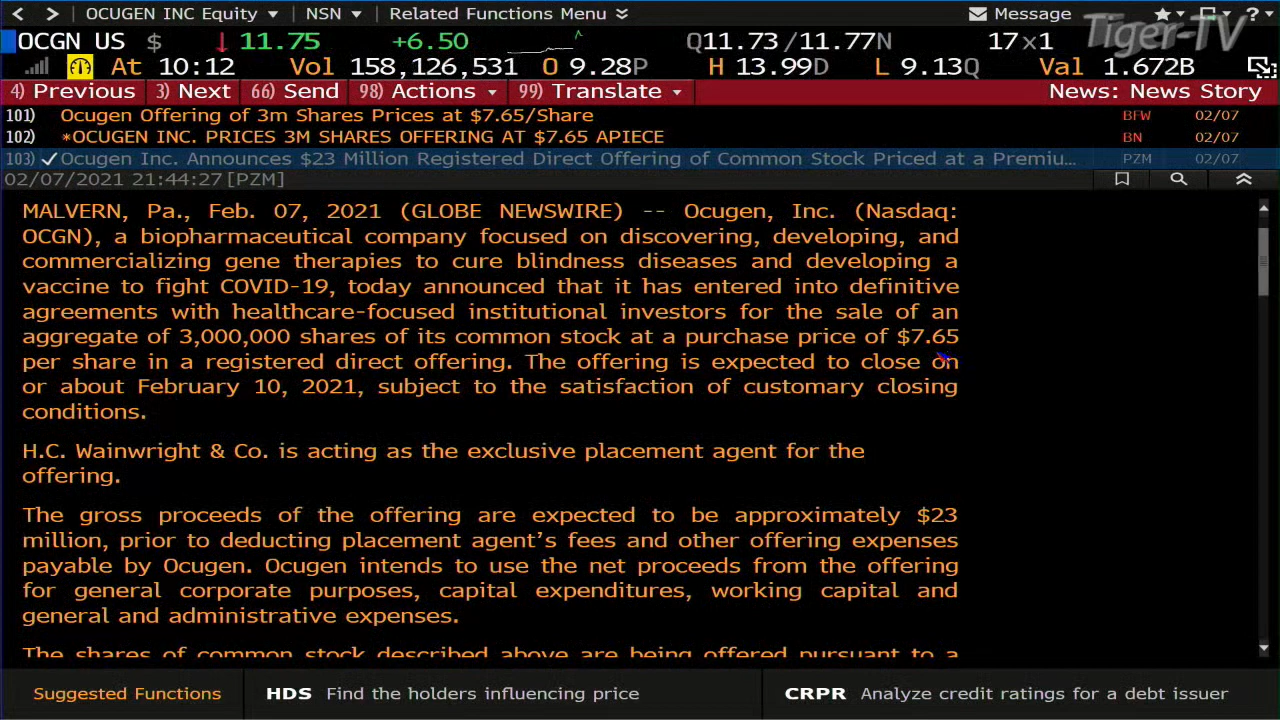 < > OCUGEN INC Equity ▼ NSN ▼ Related Functions Menu Message ?
Tiger-TV
OCGN US $ ↓ 11.75 +6.50 Q11.73 /11.77N 17×1
At 10:12 Vol 158,126,531 O 9.28P H 13.99D L 9.13Q Val 1.672B
4) Previous 3) Next 66) Send 98) Actions 99) Translate News: News Story
101) Ocugen Offering of 3m Shares Prices at $7.65/Share BFW 02/07
102) *OCUGEN INC. PRICES 3M SHARES OFFERING AT $7.65 APIECE BN 02/07
103) ✓Ocugen Inc. Announces $23 Million Registered Direct Offering of Common Stock Priced at a Premiu... PZM 02/07
02/07/2021 21:44:27 [PZM]
MALVERN, Pa., Feb. 07, 2021 (GLOBE NEWSWIRE) -- Ocugen, Inc. (Nasdaq:
OCGN), a biopharmaceutical company focused on discovering, developing, and
commercializing gene therapies to cure blindness diseases and developing a
vaccine to fight COVID-19, today announced that it has entered into definitive
agreements with healthcare-focused institutional investors for the sale of an
aggregate of 3,000,000 shares of its common stock at a purchase price of $7.65
per share in a registered direct offering. The offering is expected to close on
or about February 10, 2021, subject to the satisfaction of customary closing
conditions.
H.C. Wainwright & Co. is acting as the exclusive placement agent for the
offering.
The gross proceeds of the offering are expected to be approximately $23
million, prior to deducting placement agent's fees and other offering expenses
payable by Ocugen. Ocugen intends to use the net proceeds from the offering
for general corporate purposes, capital expenditures, working capital and
general and administrative expenses.
The shares of common stock described above are being offered pursuant to a
Suggested Functions HDS Find the holders influencing price CRPR Analyze credit ratings for a debt issuer